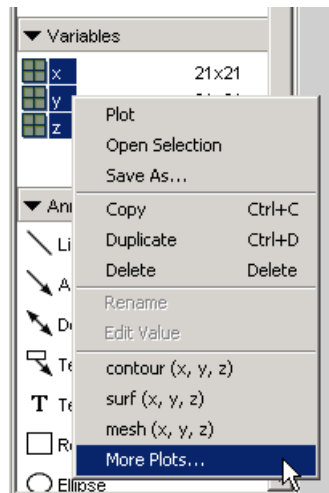 Variables
x 21x21
y
z
Plot
Open Selection
Save As...
Copy Ctrl+C
Duplicate Ctrl+D
Delete Delete
Rename
Edit Value
contour (x, y, z)
surf (x, y, z)
mesh (x, y, z)
More Plots...
T
Ellipse